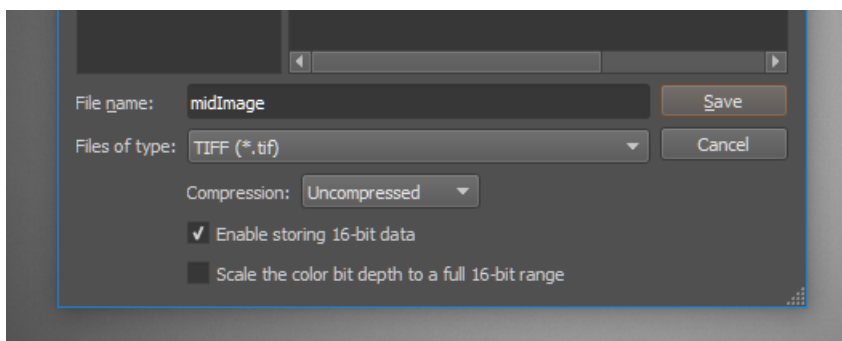 File name: midImage Save
Files of type: TIFF (*.tif) Cancel
Compression: Uncompressed
Enable storing 16-bit data
Scale the color bit depth to a full 16-bit range